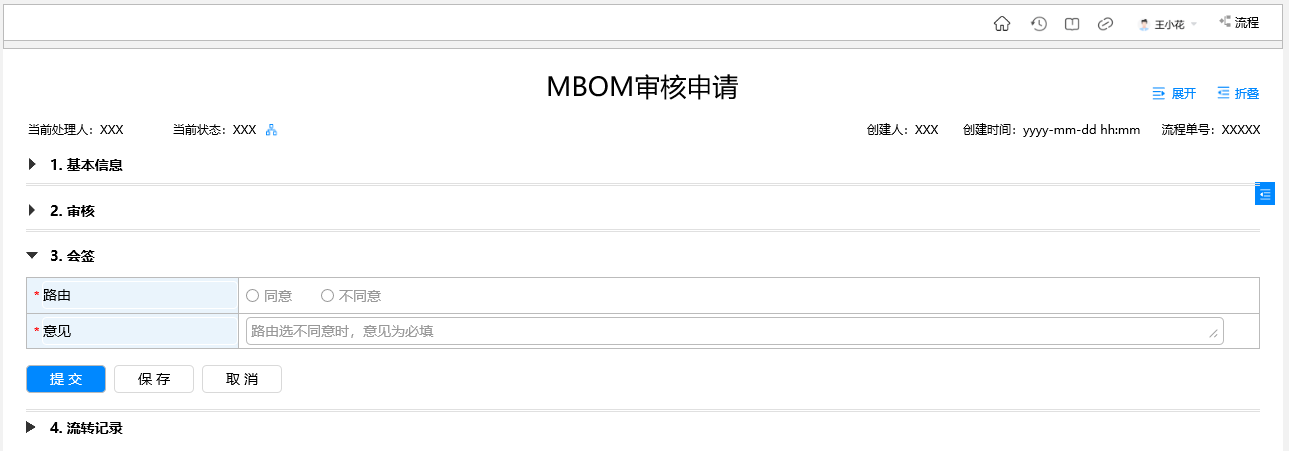 王小花 流程
MBOM审核申请
展开 折叠
当前处理人：XXX 当前状态：XXX 创建人：XXX 创建时间：yyyy-mm-dd hh:mm 流程单号：XXXXX
1. 基本信息
2. 审核
3. 会签
* 路由 同意 不同意
* 意见 路由选不同意时，意见为必填
提交 保存 取消
4. 流转记录